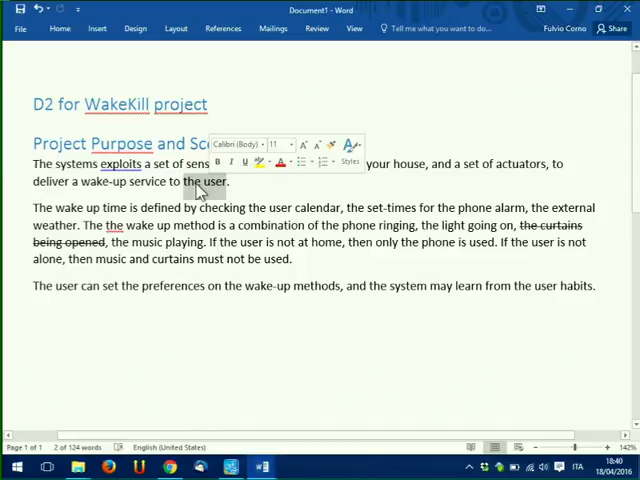 Document1 - Word
File Home Insert Design Layout References Mailings Review View Tell me what you want to do... Fulvio Corno Share
D2 for WakeKill project
Project Purpose and Sc
Calibri (Body) 11
B I U A Styles
The systems exploits a set of sens your house, and a set of actuators, to
deliver a wake-up service to the user.
The wake up time is defined by checking the user calendar, the set-times for the phone alarm, the external
weather. The the wake up method is a combination of the phone ringing, the light going on, the curtains
being opened, the music playing. If the user is not at home, then only the phone is used. If the user is not
alone, then music and curtains must not be used.
The user can set the preferences on the wake-up methods, and the system may learn from the user habits.
Page 1 of 1 2 of 124 words English (United States) 142%
ITA 18:40
18/04/2016